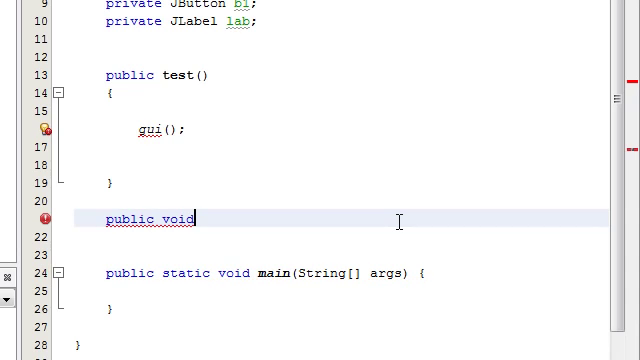 9 private JButton b1;
10 private JLabel lab;
11
12
13 public test()
14 {
15
gui();
17
18
19 }
20
public void
22
23
24 public static void main(String[] args) {
25
26 }
27
28 }